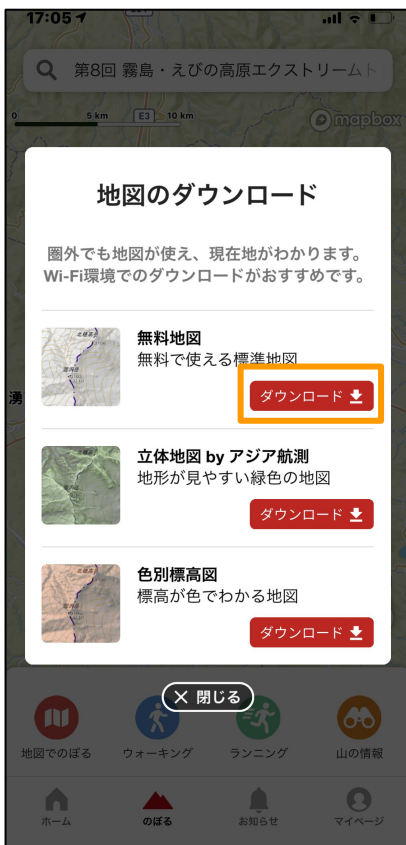 17:05
第8回 霧島・えびの高原エクストリームト
0 5 km E3 10 km
mapbox
地図のダウンロード
圏外でも地図が使え、現在地がわかります。
Wi-Fi環境でのダウンロードがおすすめです。
無料地図
無料で使える標準地図
ダウンロード
湧
立体地図 by アジア航測
地形が見やすい緑色の地図
ダウンロード
色別標高図
標高が色でわかる地図
ダウンロード
× 閉じる
地図でのぼる ウォーキング ランニング 山の情報
ホーム のぼる お知らせ マイページ